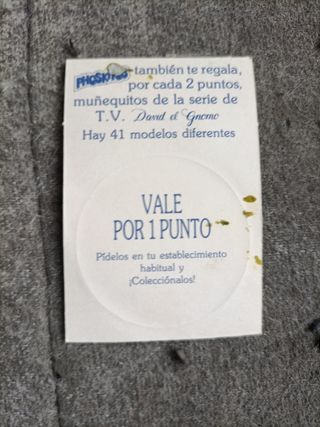 PHOSKITOS también te regala,
por cada 2 puntos,
muñequitos de la serie de
T.V. David el Gnomo
Hay 41 modelos diferentes
VALE
POR 1 PUNTO
Pídelos en tu establecimiento
habitual y
¡Colecciónalos!